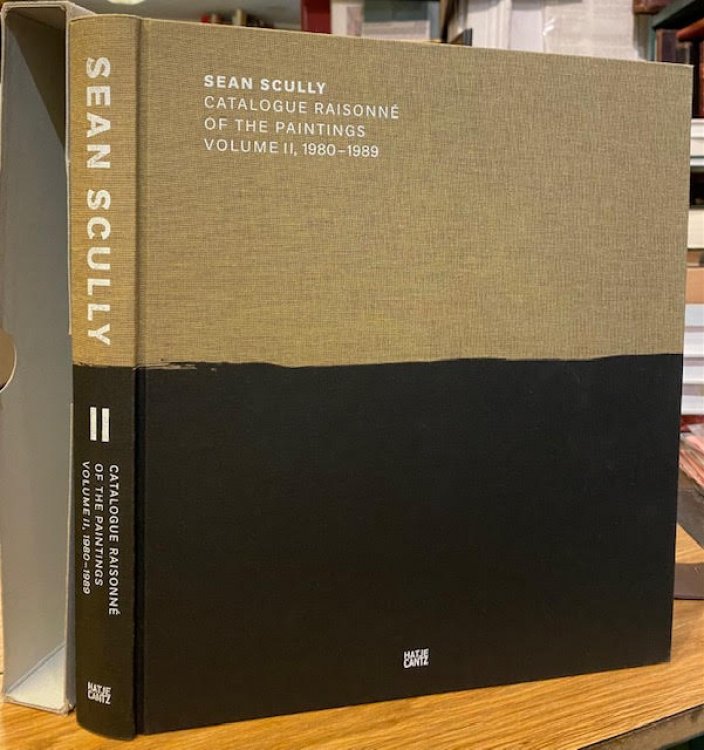 SEAN SCULLY
CATALOGUE RAISONNÉ
OF THE PAINTINGS
VOLUME II, 1980–1989
HATJE
CANTZ
SEAN SCULLY
II
CATALOGUE RAISONNÉ
OF THE PAINTINGS
VOLUME II, 1980–1989
HATJE
CANTZ